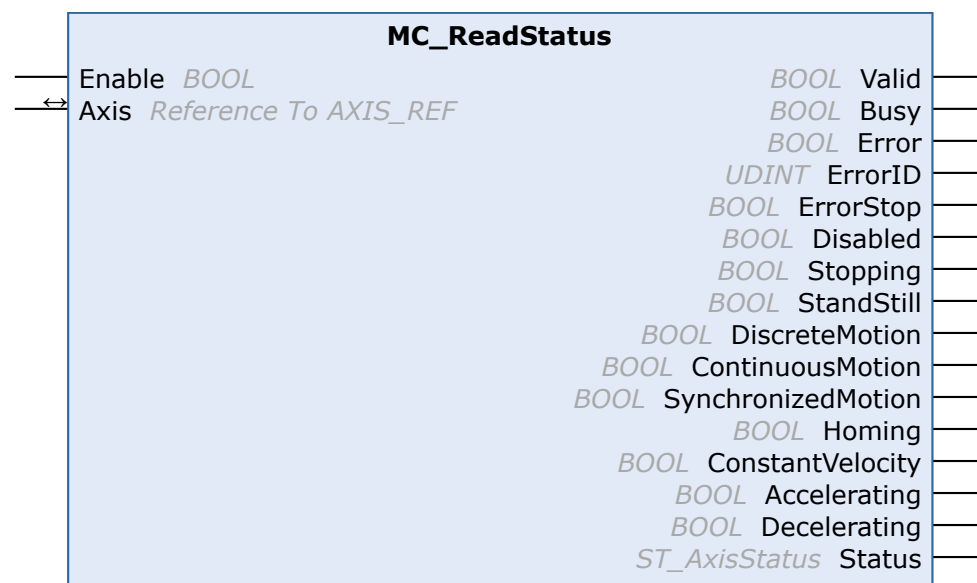 MC_ReadStatus
Enable BOOL BOOL Valid
↔ Axis Reference To AXIS_REF BOOL Busy
BOOL Error
UDINT ErrorID
BOOL ErrorStop
BOOL Disabled
BOOL Stopping
BOOL StandStill
BOOL DiscreteMotion
BOOL ContinuousMotion
BOOL SynchronizedMotion
BOOL Homing
BOOL ConstantVelocity
BOOL Accelerating
BOOL Decelerating
ST_AxisStatus Status